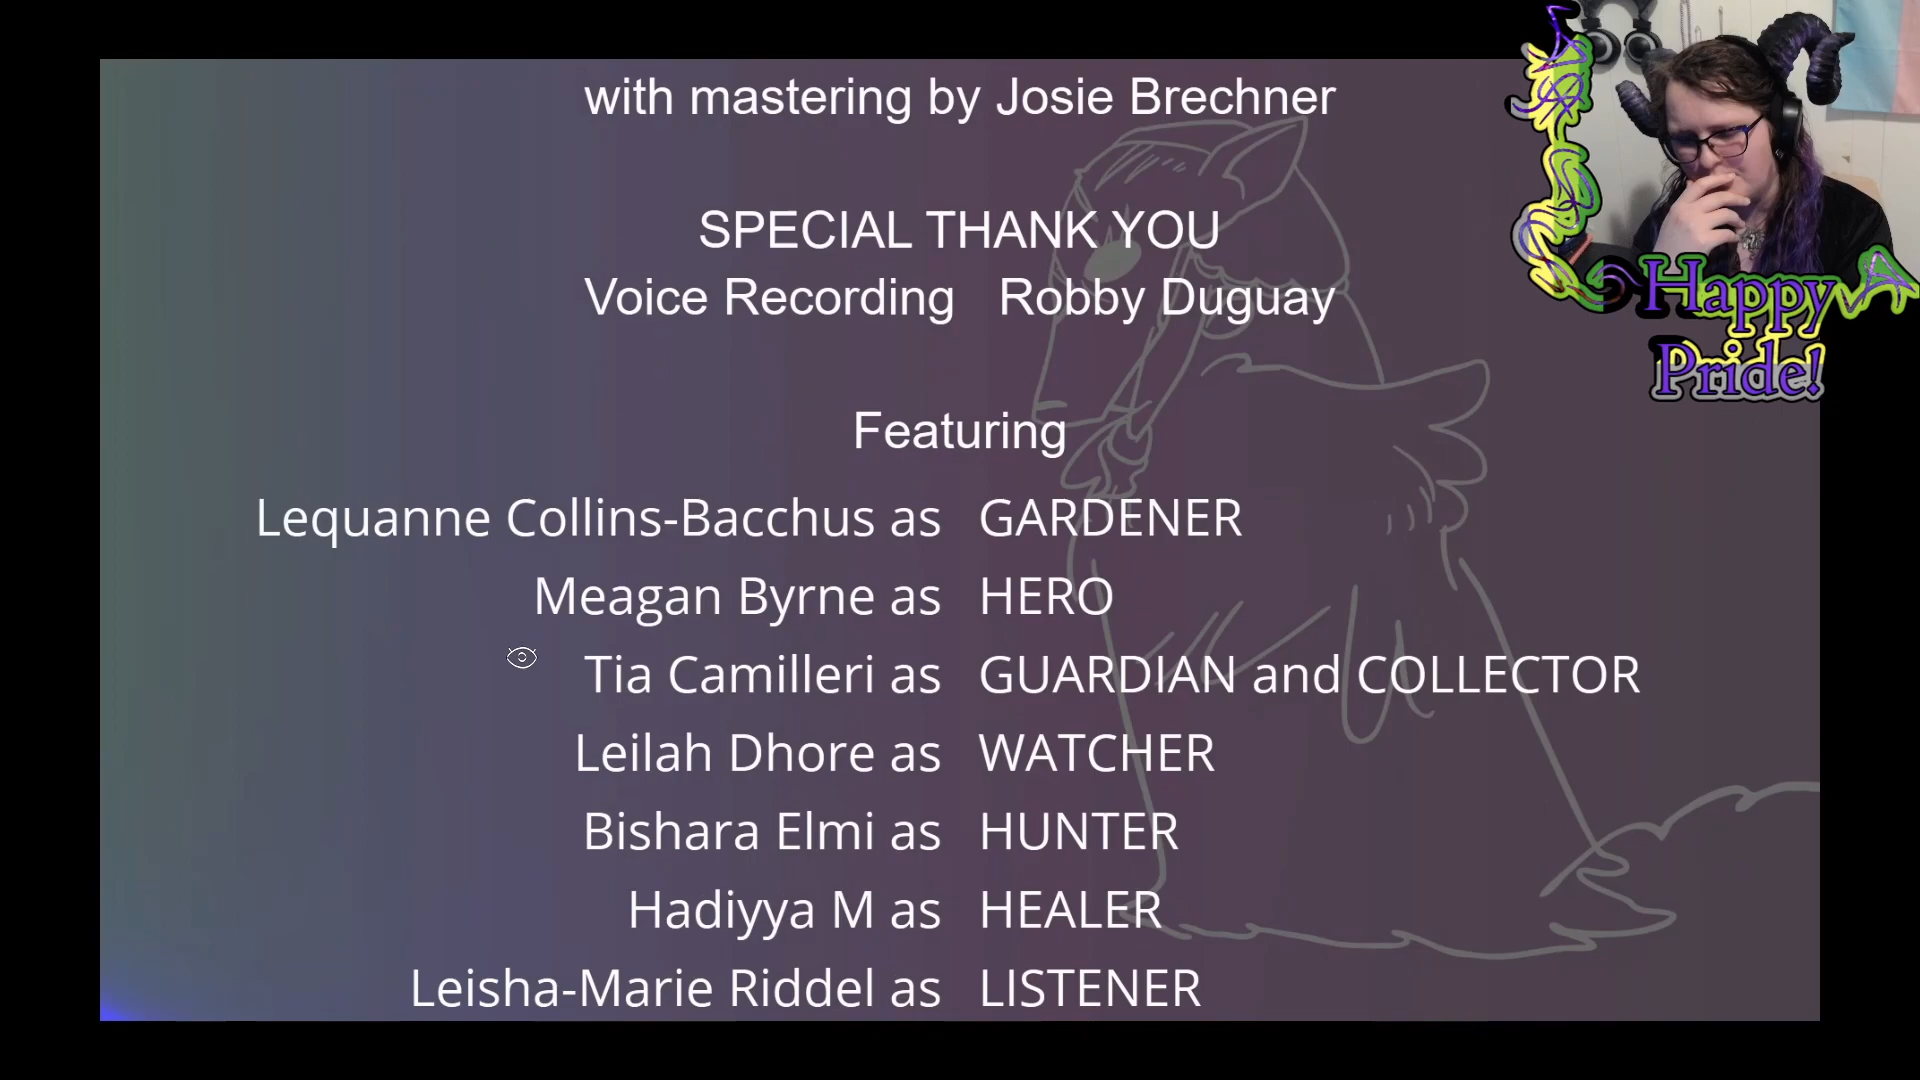 with mastering by Josie Brechner
SPECIAL THANK YOU
Voice Recording Robby Duguay
Featuring
Lequanne Collins-Bacchus as GARDENER
Meagan Byrne as HERO
Tia Camilleri as GUARDIAN and COLLECTOR
Leilah Dhore as WATCHER
Bishara Elmi as HUNTER
Hadiyya M as HEALER
Leisha-Marie Riddel as LISTENER
Happy
Pride!